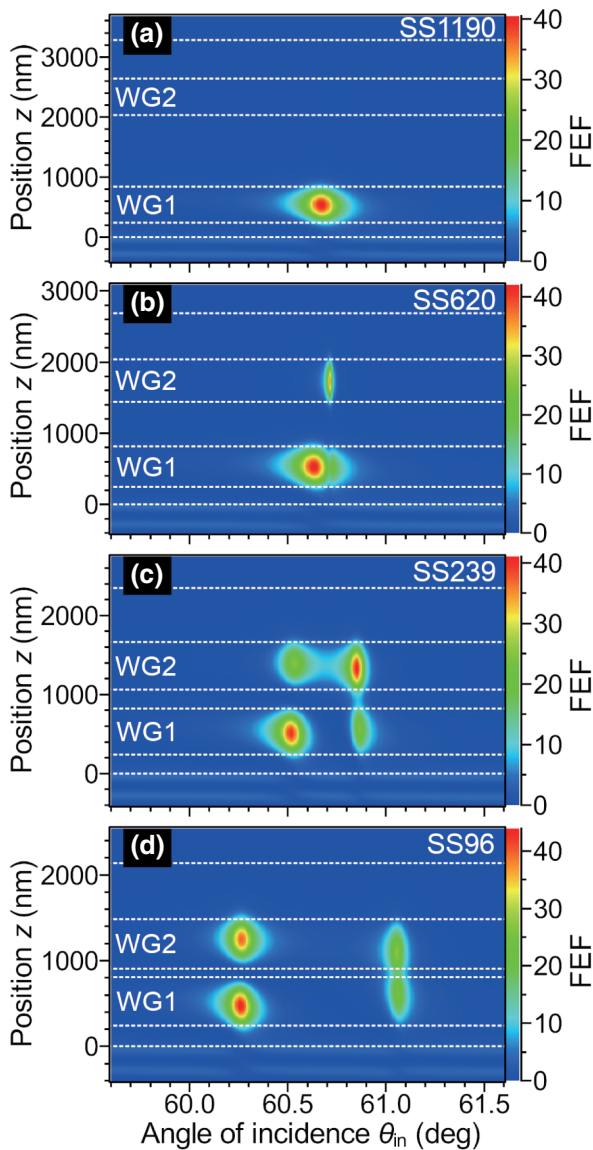 (a) SS1190 40
3000 30
WG2
2000 20 FEF
Position z (nm)
1000 10
WG1
0 0
(b) SS620 40
3000
30
2000 WG2
20 FEF
Position z (nm)
1000 10
WG1
0 0
(c) SS239 40
2000 30
WG2
20 FEF
Position z (nm)
1000
WG1 10
0 0
(d) SS96 40
2000 30
WG2
20 FEF
Position z (nm)
1000
WG1 10
0 0
60.0 60.5 61.0 61.5
Angle of incidence θin (deg)